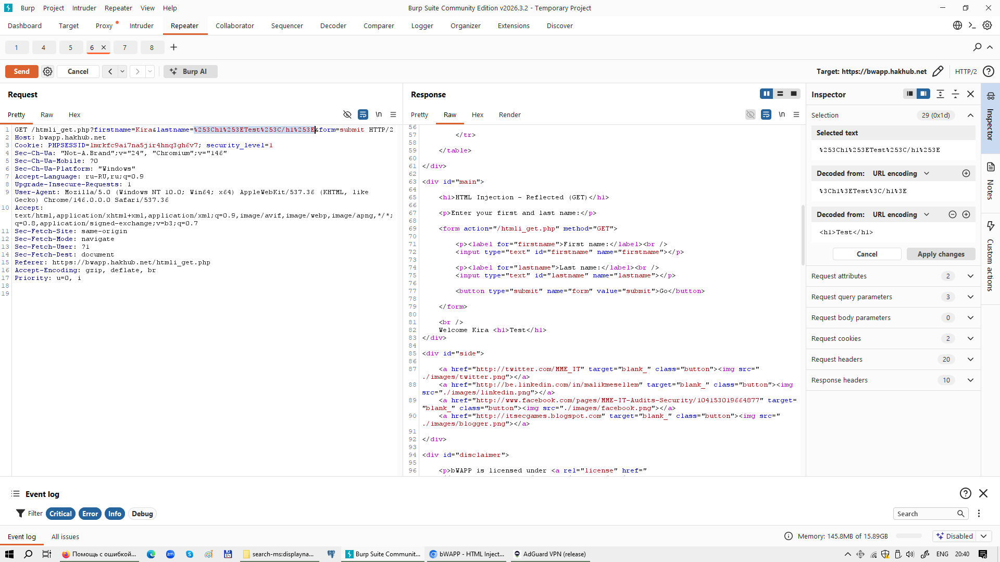 Burp Project Intruder Repeater View Help
Burp Suite Community Edition v2026.3.2 - Temporary Project
Dashboard Target Proxy Intruder Repeater Collaborator Sequencer Decoder Comparer Logger Organizer Extensions Discover
1 4 5 6 7 8
Send Cancel Burp AI
Target: https://bwapp.hakhub.net HTTP/2
Request
Pretty Raw Hex
\n
1 GET /htmli_get.php?firstname=Kira&lastname=%253Ch1%253ETest%253C/h1%253E&form=submit HTTP/2
2 Host: bwapp.hakhub.net
3 Cookie: PHPSESSID=lmrkfc9ai7na5jir4hnq3gh6v7; security_level=1
4 Sec-Ch-Ua: "Not-A.Brand";v="24", "Chromium";v="146"
5 Sec-Ch-Ua-Mobile: ?0
6 Sec-Ch-Ua-Platform: "Windows"
7 Accept-Language: ru-RU,ru;q=0.9
8 Upgrade-Insecure-Requests: 1
9 User-Agent: Mozilla/5.0 (Windows NT 10.0; Win64; x64) AppleWebKit/537.36 (KHTML, like
Gecko) Chrome/146.0.0.0 Safari/537.36
10 Accept:
text/html,application/xhtml+xml,application/xml;q=0.9,image/avif,image/webp,image/apng,*/*;
q=0.8,application/signed-exchange;v=b3;q=0.7
11 Sec-Fetch-Site: same-origin
12 Sec-Fetch-Mode: navigate
13 Sec-Fetch-User: ?1
14 Sec-Fetch-Dest: document
15 Referer: https://bwapp.hakhub.net/htmli_get.php
16 Accept-Encoding: gzip, deflate, br
17 Priority: u=0, i
18
19
Response
Pretty Raw Hex Render
\n
56
57 </tr>
58
59 </table>
60
61 </div>
62
63 <div id="main">
64
65 <h1>HTML Injection - Reflected (GET)</h1>
66
67 <p>Enter your first and last name:</p>
68
69 <form action="/htmli_get.php" method="GET">
70
71 <p><label for="firstname">First name:</label><br />
72 <input type="text" id="firstname" name="firstname"></p>
73
74 <p><label for="lastname">Last name:</label><br />
75 <input type="text" id="lastname" name="lastname"></p>
76
77 <button type="submit" name="form" value="submit">Go</button>
78
79 </form>
80
81 <br />
82 Welcome Kira <h1>Test</h1>
83 </div>
84
85 <div id="side">
86
87 <a href="http://twitter.com/MME_IT" target="blank_" class="button"><img src="
./images/twitter.png"></a>
88 <a href="http://be.linkedin.com/in/malikmesellem" target="blank_" class="button"><img
src="./images/linkedin.png"></a>
89 <a href="http://www.facebook.com/pages/MME-IT-Audits-Security/104153019664877" target=
"blank_" class="button"><img src="./images/facebook.png"></a>
90 <a href="http://itsecgames.blogspot.com" target="blank_" class="button"><img src="
./images/blogger.png"></a>
91
92 </div>
93
94 <div id="disclaimer">
95
96 <p>bWAPP is licensed under <a rel="license" href="
Inspector
Selection 29 (0x1d)
Selected text
%253Ch1%253ETest%253C/h1%253E
Decoded from: URL encoding
%3Ch1%3ETest%3C/h1%3E
Decoded from: URL encoding
<h1>Test</h1>
Cancel Apply changes
Request attributes 2
Request query parameters 3
Request body parameters 0
Request cookies 2
Request headers 20
Response headers 10
Inspector
Notes
Custom actions
Event log
Filter Critical Error Info Debug
Search
Event log All issues
Memory: 145.8MB of 15.89GB
Disabled
Помощь с ошибкой...
zm
64
search-ms:displayna...
Burp Suite Communit...
bWAPP - HTML Inject...
AdGuard VPN (release)
ENG 20:40